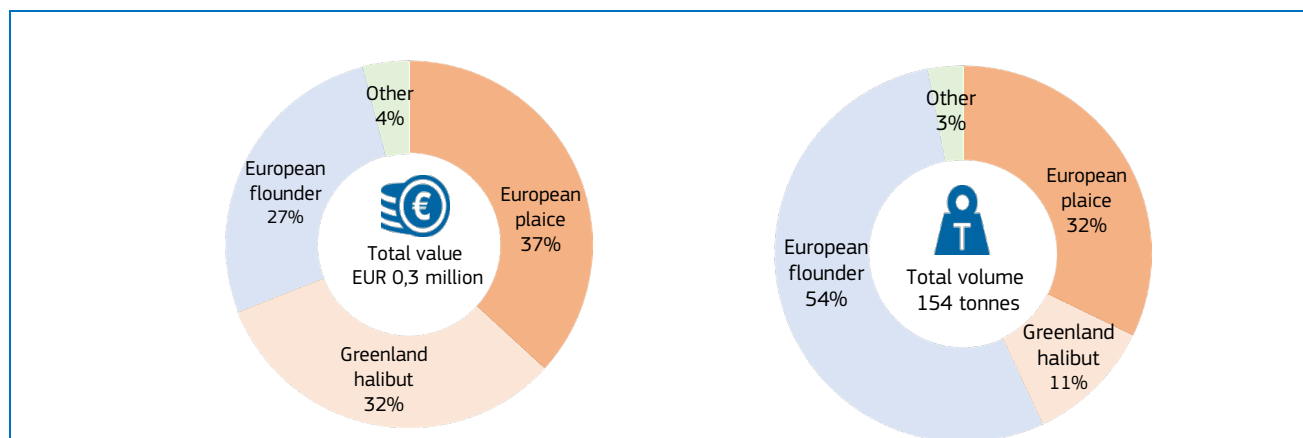 Other
4%
European
flounder
27%
European
plaice
37%
€
Total value
EUR 0,3 million
Greenland
halibut
32%
Other
3%
European
plaice
32%
European
flounder
54%
T
Total volume
154 tonnes
Greenland
halibut
11%